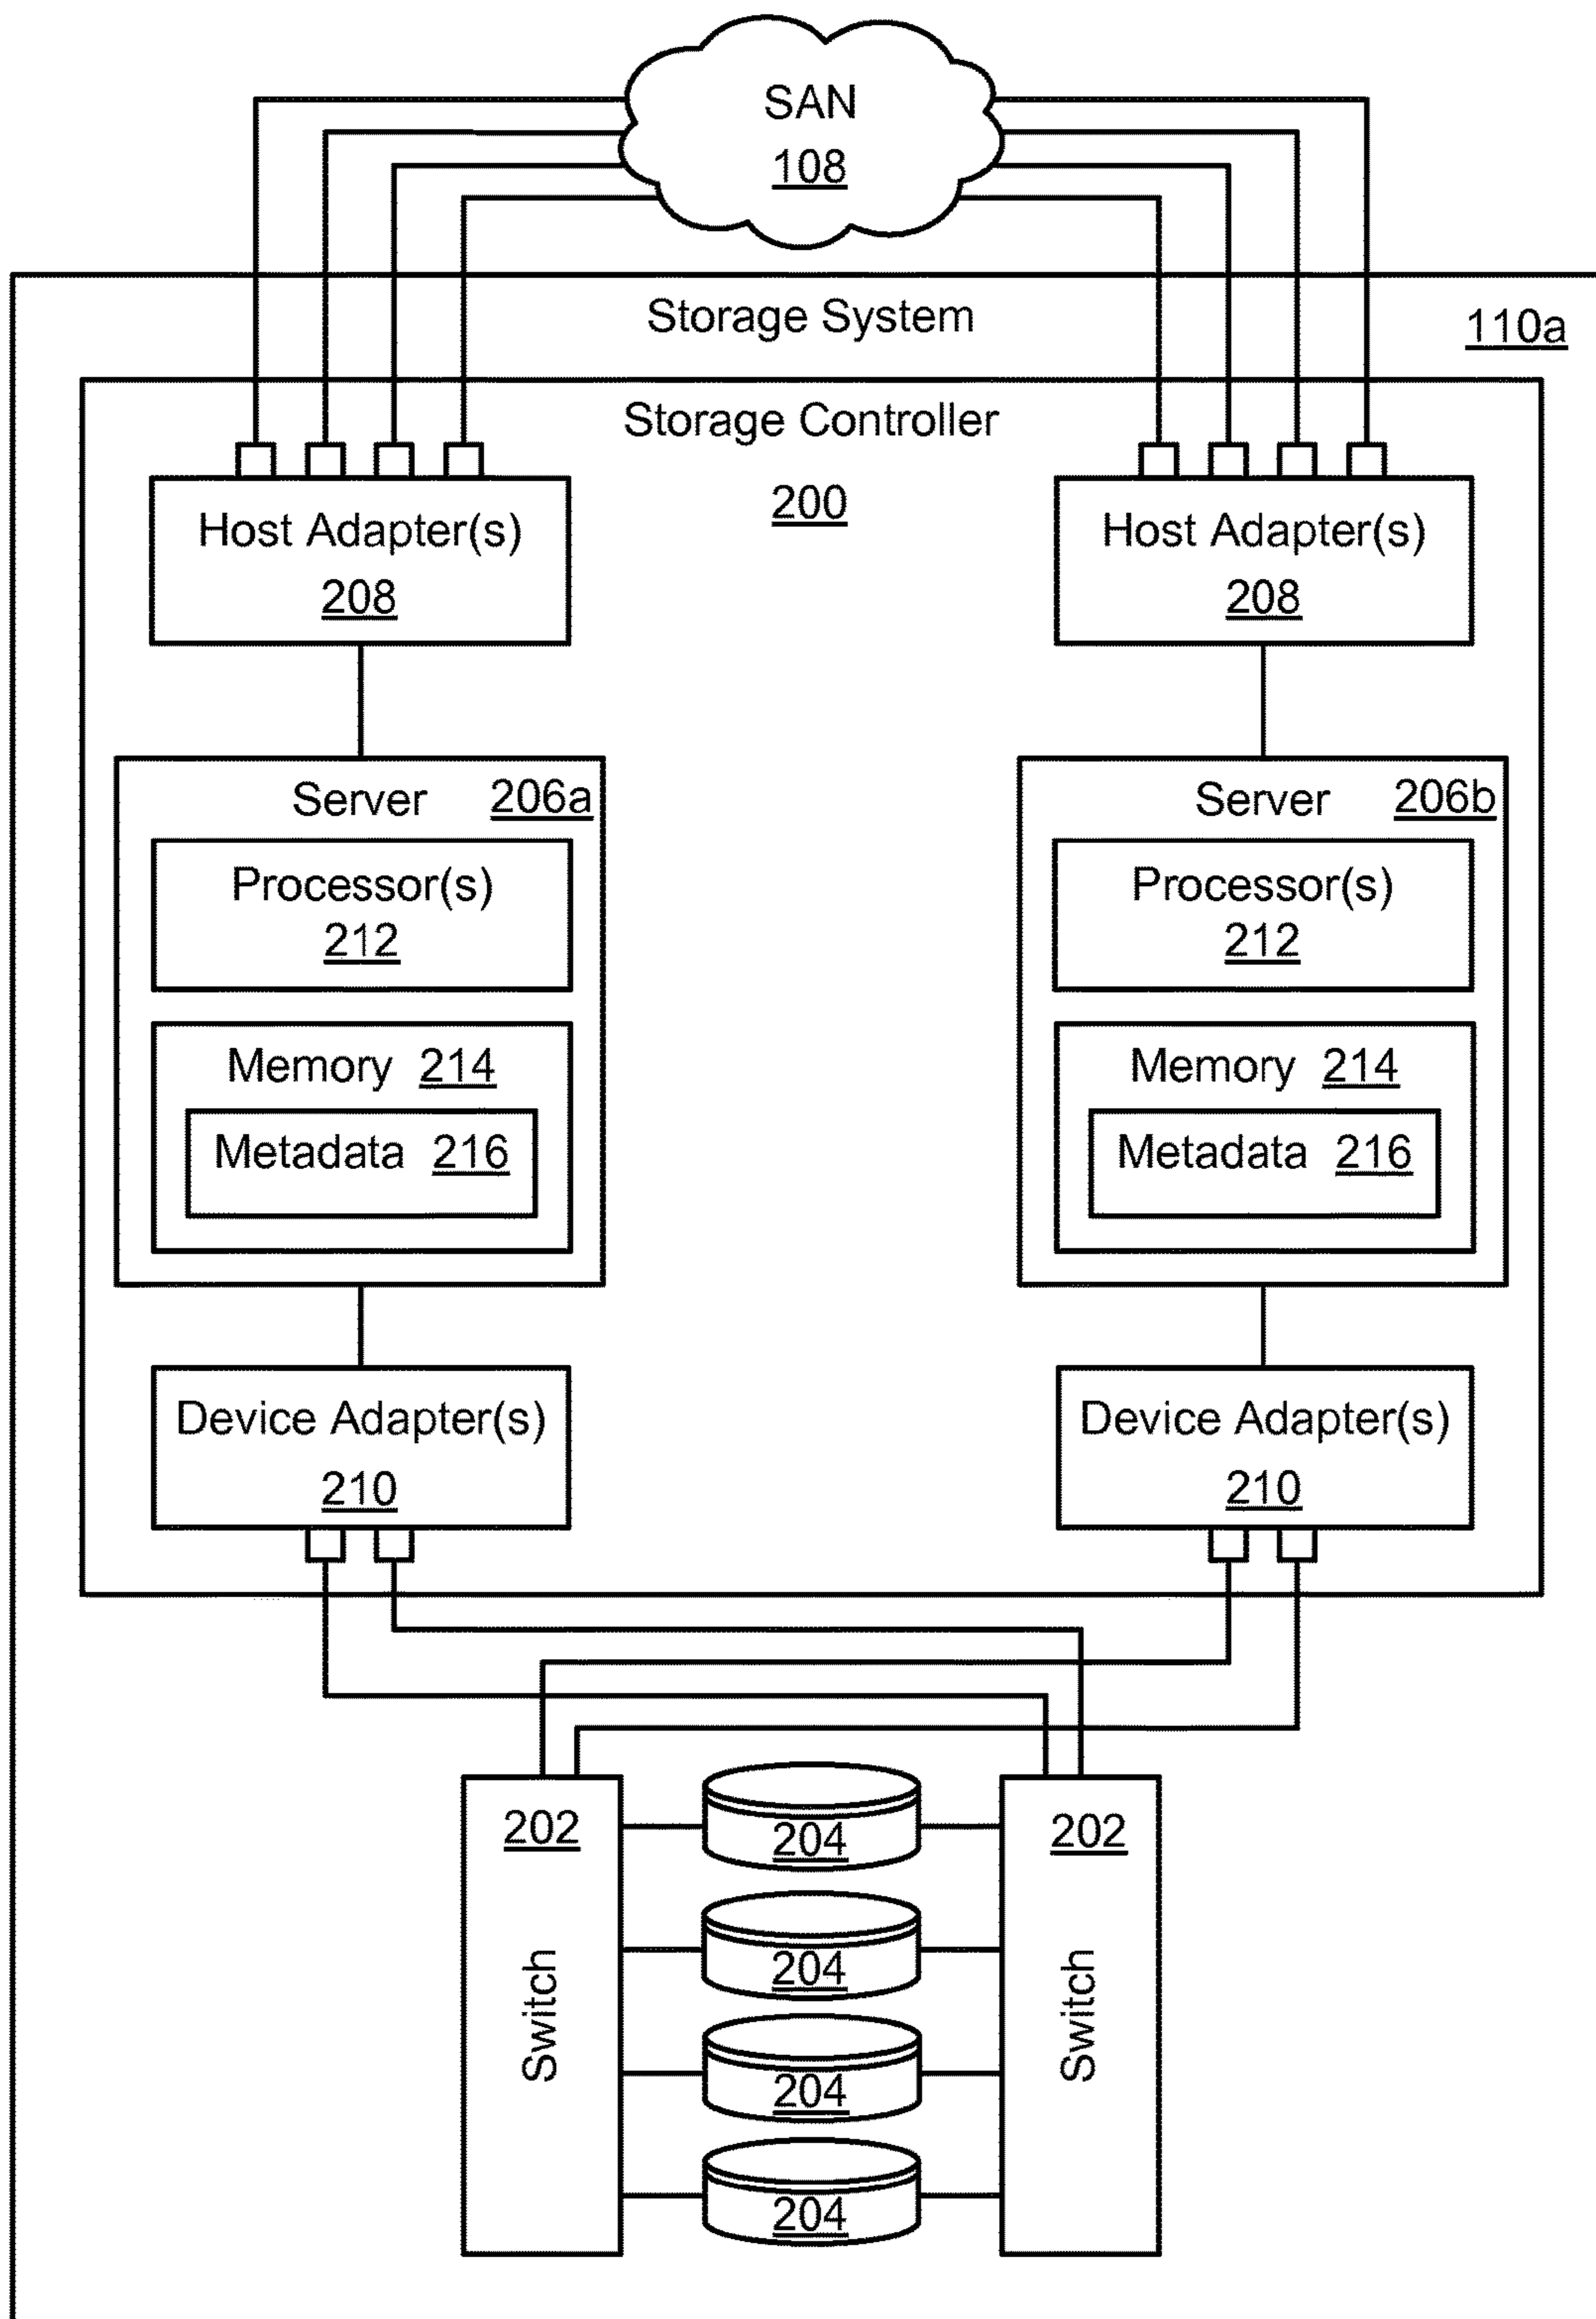 SAN
108
Storage System
110a
Storage Controller
200
Host Adapter(s)
208
Host Adapter(s)
208
Server 206a
Processor(s)
212
Memory 214
Metadata 216
Server 206b
Processor(s)
212
Memory 214
Metadata 216
Device Adapter(s)
210
Device Adapter(s)
210
202
Switch
204
204
204
204
202
Switch